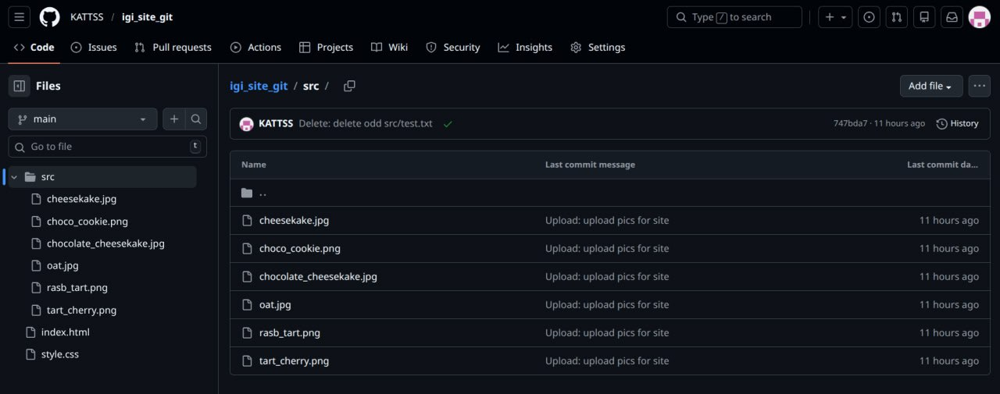 KATTSS / igi_site_git
Type / to search
Code Issues Pull requests Actions Projects Wiki Security Insights Settings
Files
igi_site_git / src /
Add file
main
KATTSS Delete: delete odd src/test.txt
747bda7 · 11 hours ago History
Go to file t
Name Last commit message Last commit da...
src
..
cheesekake.jpg
choco_cookie.png
chocolate_cheesekake.jpg
oat.jpg
rasb_tart.png
tart_cherry.png
index.html
style.css
cheesekake.jpg Upload: upload pics for site 11 hours ago
choco_cookie.png Upload: upload pics for site 11 hours ago
chocolate_cheesekake.jpg Upload: upload pics for site 11 hours ago
oat.jpg Upload: upload pics for site 11 hours ago
rasb_tart.png Upload: upload pics for site 11 hours ago
tart_cherry.png Upload: upload pics for site 11 hours ago